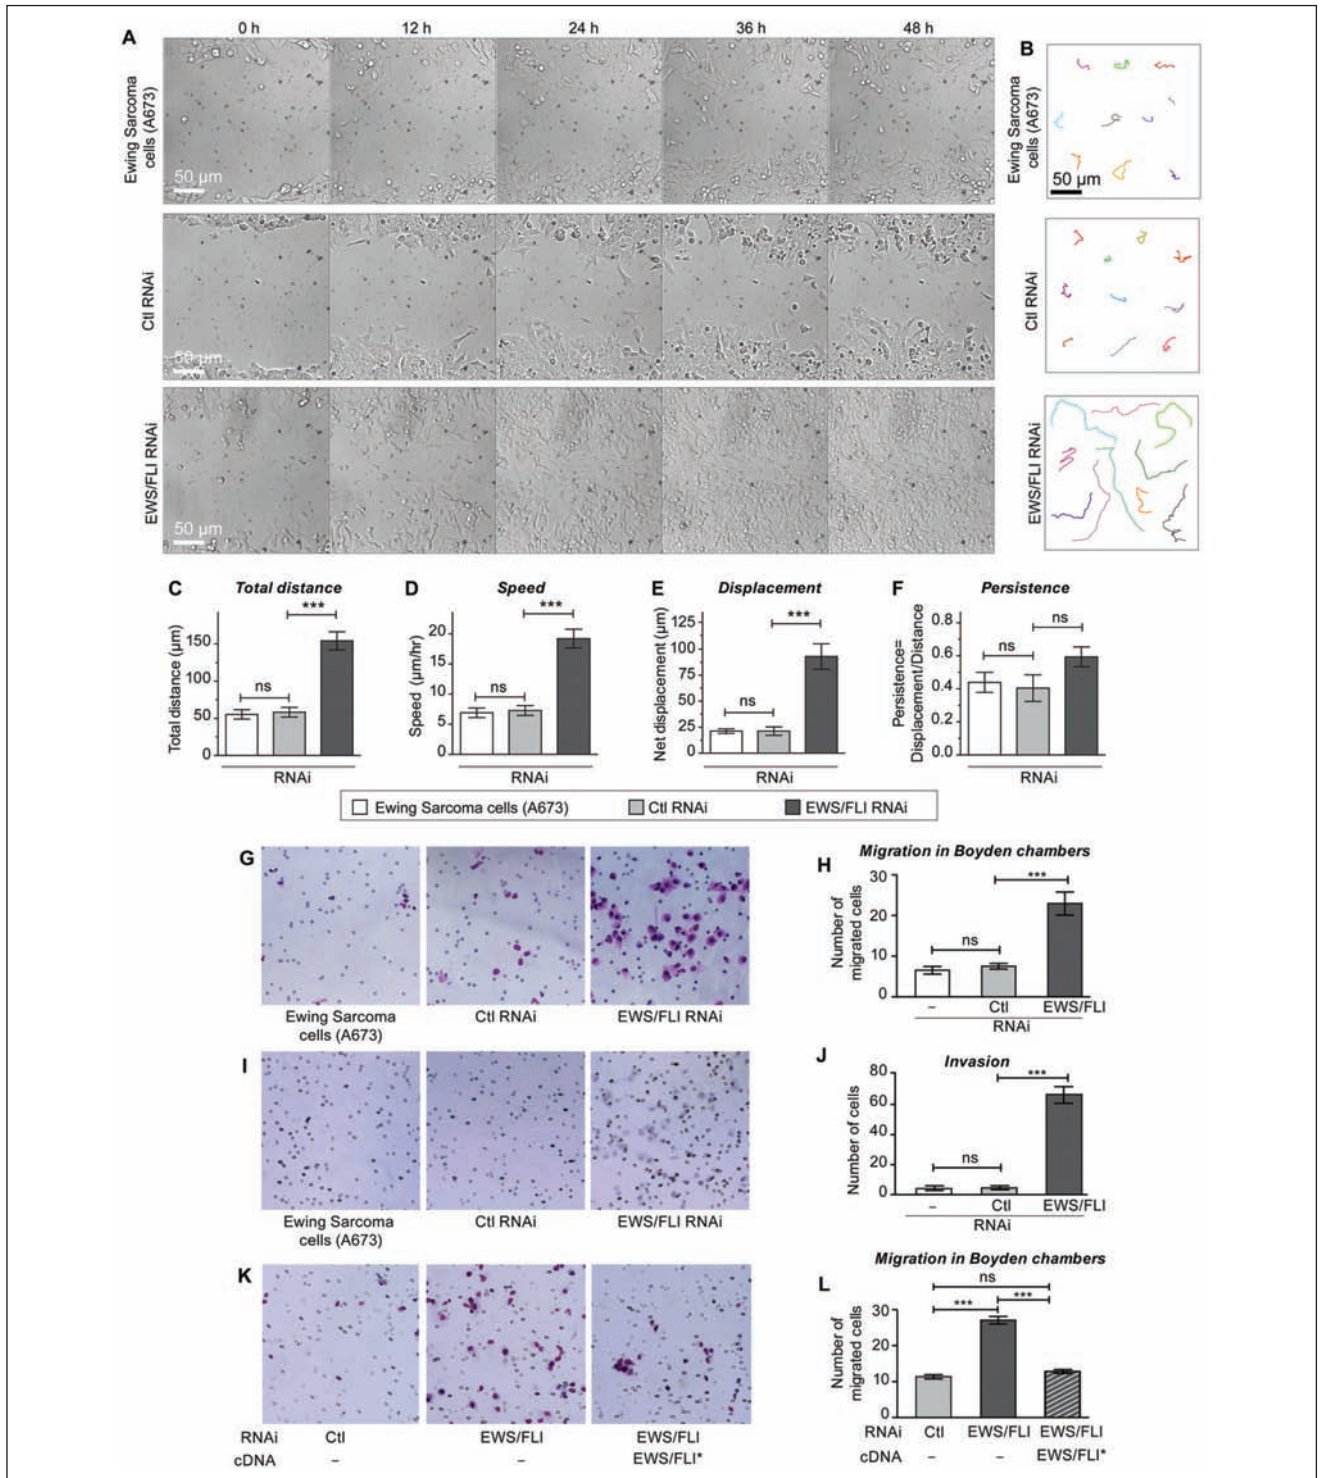 0 h 12 h 24 h 36 h 48 h
A
B
Ewing Sarcoma
cells (A673)
50 µm
Ewing Sarcoma
cells (A673)
50 µm
Ctl RNAi
50 µm
Ctl RNAi
EWS/FLI RNAi
50 µm
EWS/FLI RNAi
C Total distance
Total distance (µm)
150
100
50
0
ns
***
RNAi
D Speed
Speed (µm/hr)
20
15
10
5
0
ns
***
RNAi
E Displacement
Net displacement (µm)
125
100
75
50
25
0
ns
***
RNAi
F Persistence
Persistence=
Displacement/Distance
0.8
0.6
0.4
0.2
0.0
ns
ns
RNAi
Ewing Sarcoma cells (A673) Ctl RNAi EWS/FLI RNAi
G
Ewing Sarcoma
cells (A673)
Ctl RNAi
EWS/FLI RNAi
H Migration in Boyden chambers
Number of
migrated cells
30
20
10
0
ns
***
– Ctl EWS/FLI
RNAi
I
Ewing Sarcoma
cells (A673)
Ctl RNAi
EWS/FLI RNAi
J Invasion
Number of cells
80
60
40
20
0
ns
***
– Ctl EWS/FLI
RNAi
K
RNAi Ctl EWS/FLI EWS/FLI
cDNA – – EWS/FLI*
Migration in Boyden chambers
L
Number of
migrated cells
30
20
10
0
ns
*** ***
RNAi Ctl EWS/FLI EWS/FLI
cDNA – – EWS/FLI*